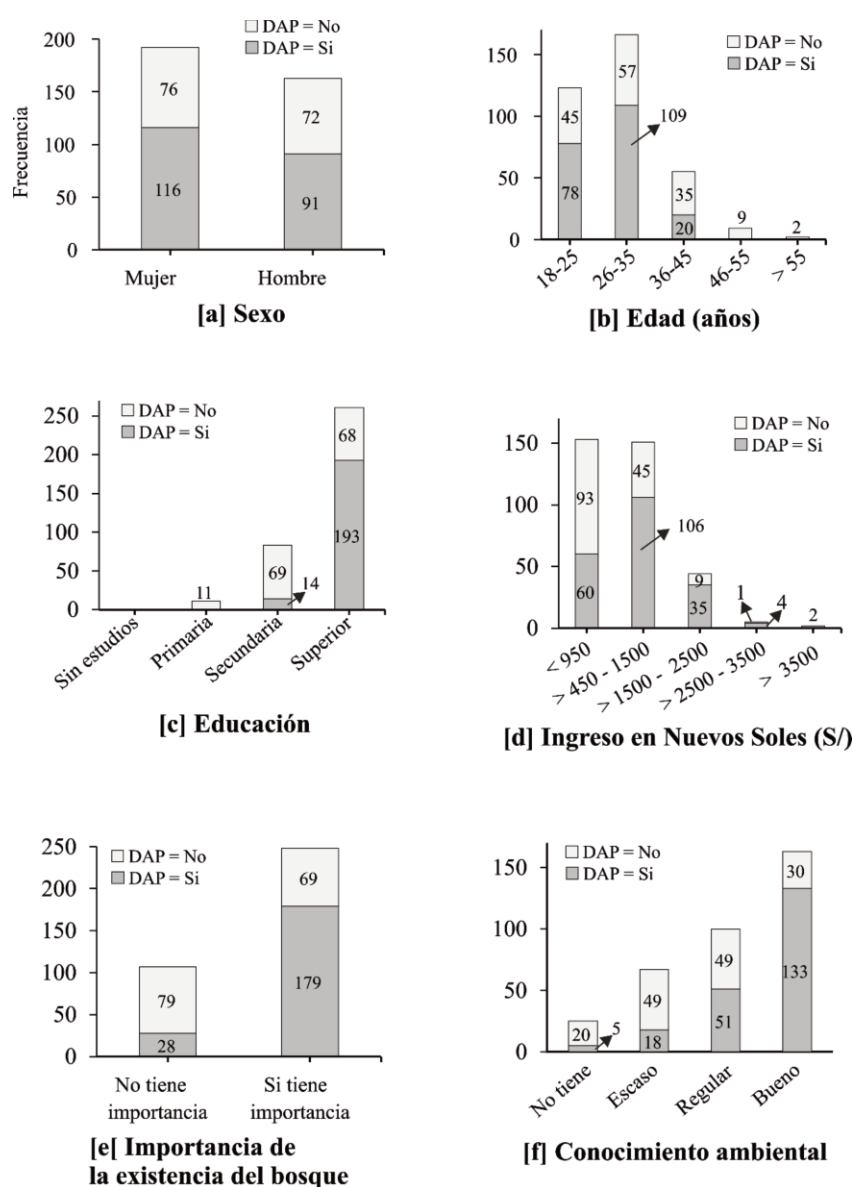 DAP = No
DAP = Si
Frecuencia
200
150
100
50
0
76
116
72
91
Mujer
Hombre
[a] Sexo
DAP = No
DAP = Si
150
100
50
0
45
78
57
109
35
20
9
2
18-25
26-35
36-45
46-55
> 55
[b] Edad (años)
DAP = No
DAP = Si
250
200
150
100
50
0
11
69
14
68
193
Sin estudios
Primaria
Secundaria
Superior
[c] Educación
DAP = No
DAP = Si
150
100
50
0
93
60
45
106
9
35
1
4
2
< 950
> 450 - 1500
> 1500 - 2500
> 2500 - 3500
> 3500
[d] Ingreso en Nuevos Soles (S/)
DAP = No
DAP = Si
250
200
150
100
50
0
79
28
69
179
No tiene
importancia
Si tiene
importancia
[e[ Importancia de
la existencia del bosque
DAP = No
DAP = Si
150
100
50
0
20
5
49
18
49
51
30
133
No tiene
Escaso
Regular
Bueno
[f] Conocimiento ambiental